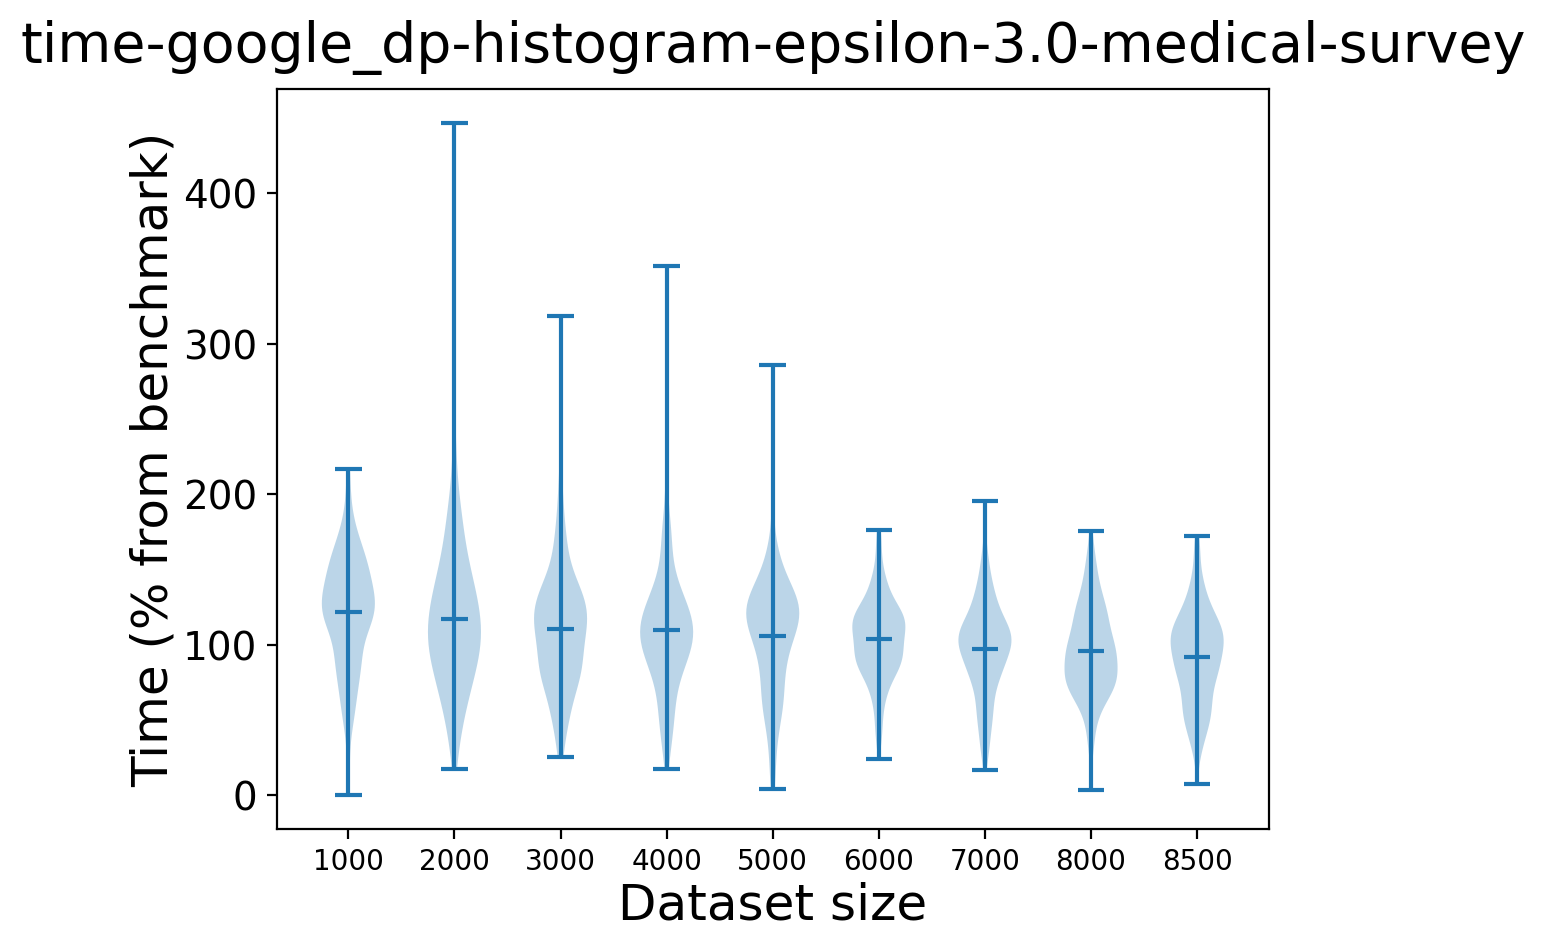 time-google_dp-histogram-epsilon-3.0-medical-survey
Time (% from benchmark)
400
300
200
100
0
1000 2000 3000 4000 5000 6000 7000 8000 8500
Dataset size